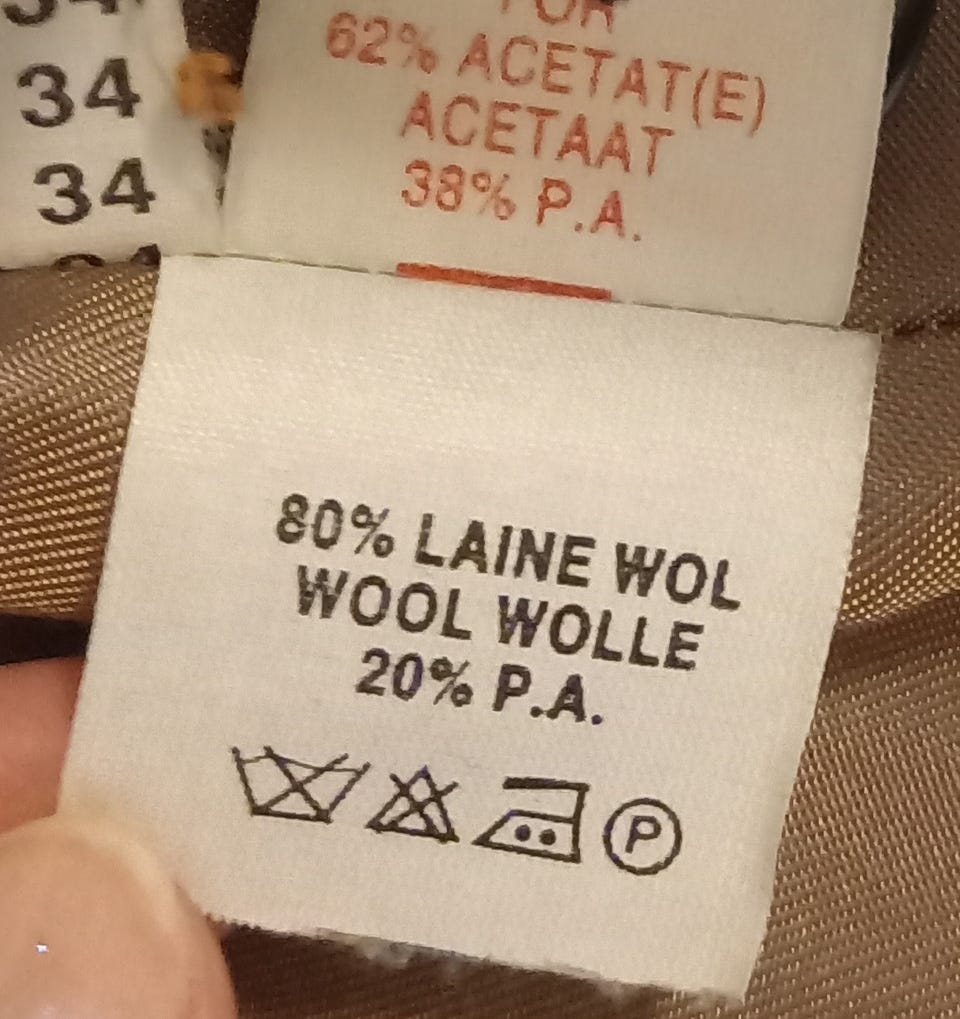 34
34
62% ACETAT(E)
ACETAAT
38% P.A.
80% LAINE WOL
WOOL WOLLE
20% P.A.
P